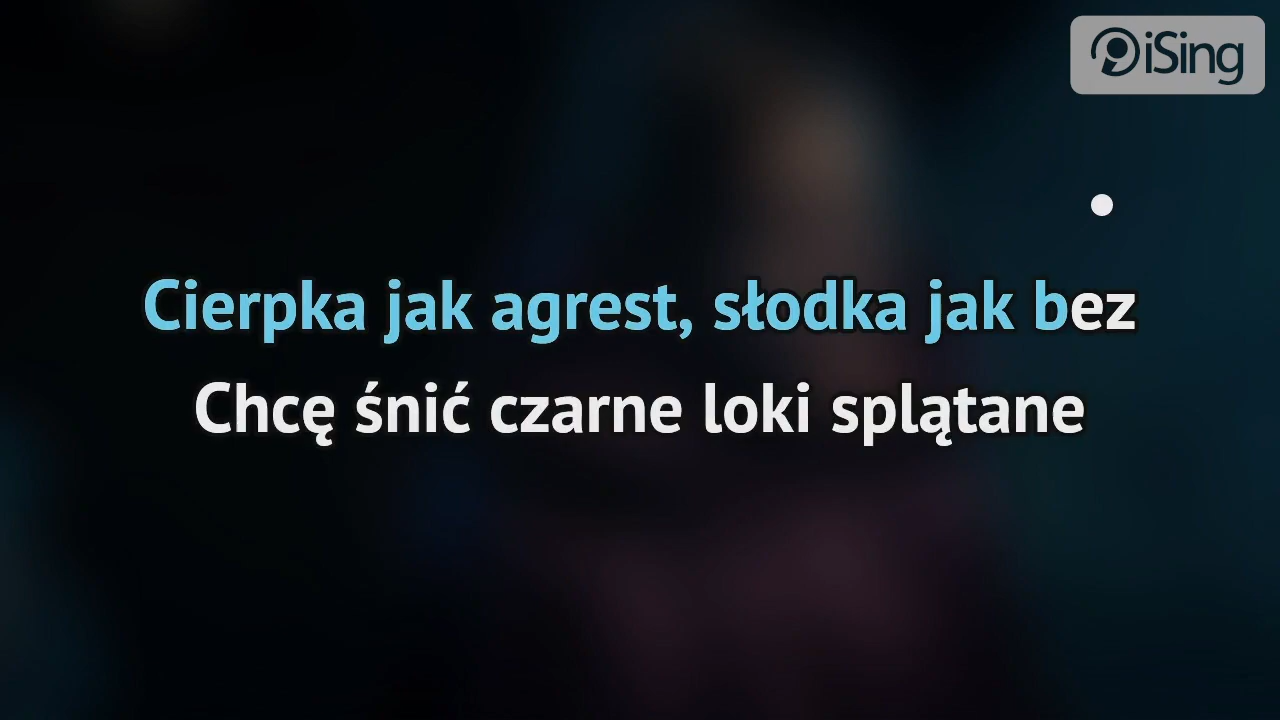 iSing
Cierpka jak agrest, słodka jak bez
Chcę śnić czarne loki splątane